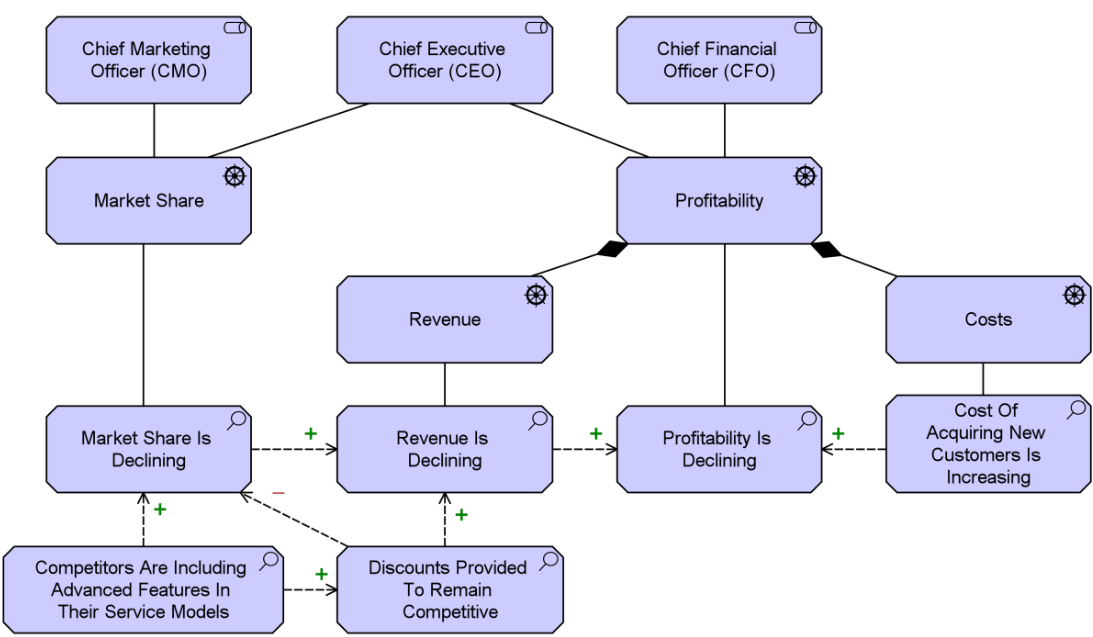 Chief Marketing
Officer (CMO)
Chief Executive
Officer (CEO)
Chief Financial
Officer (CFO)
Market Share
Profitability
Revenue
Costs
Market Share Is
Declining
+
Revenue Is
Declining
+
Profitability Is
Declining
+
Cost Of
Acquiring New
Customers Is
Increasing
+
−
+
Competitors Are Including
Advanced Features In
Their Service Models
+
Discounts Provided
To Remain
Competitive